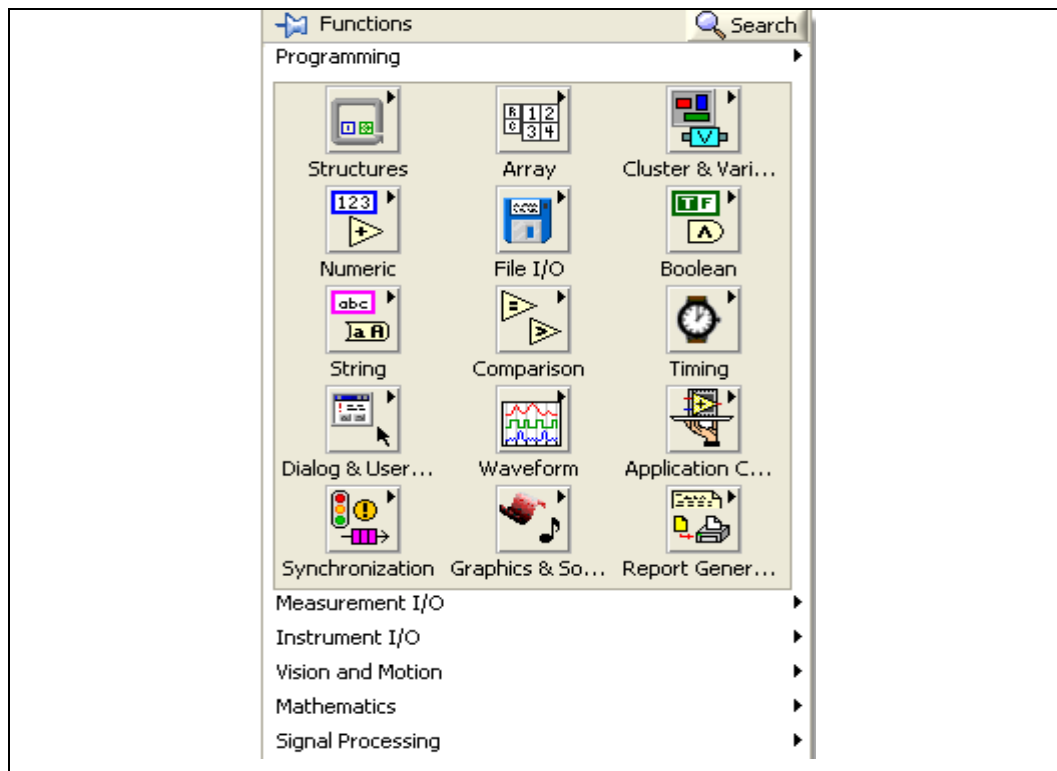 Functions Search
Programming
Structures Array Cluster & Vari...
Numeric File I/O Boolean
String Comparison Timing
Dialog & User... Waveform Application C...
Synchronization Graphics & So... Report Gener...
Measurement I/O
Instrument I/O
Vision and Motion
Mathematics
Signal Processing